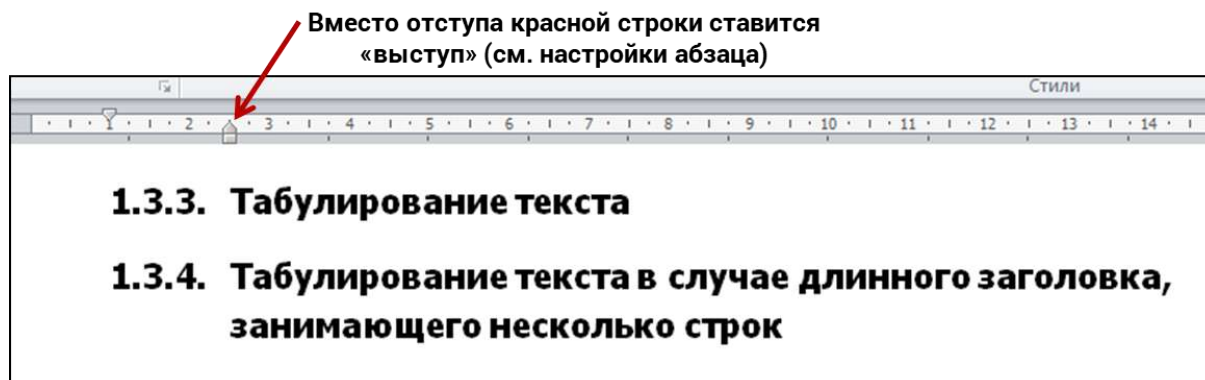 Вместо отступа красной строки ставится
«выступ» (см. настройки абзаца)
Стили
· ı · 1 · ı · 2 · · 3 · ı · 4 · ı · 5 · ı · 6 · ı · 7 · ı · 8 · ı · 9 · ı · 10 · ı · 11 · ı · 12 · ı · 13 · ı · 14 · ı
1.3.3. Табулирование текста
1.3.4. Табулирование текста в случае длинного заголовка,
занимающего несколько строк